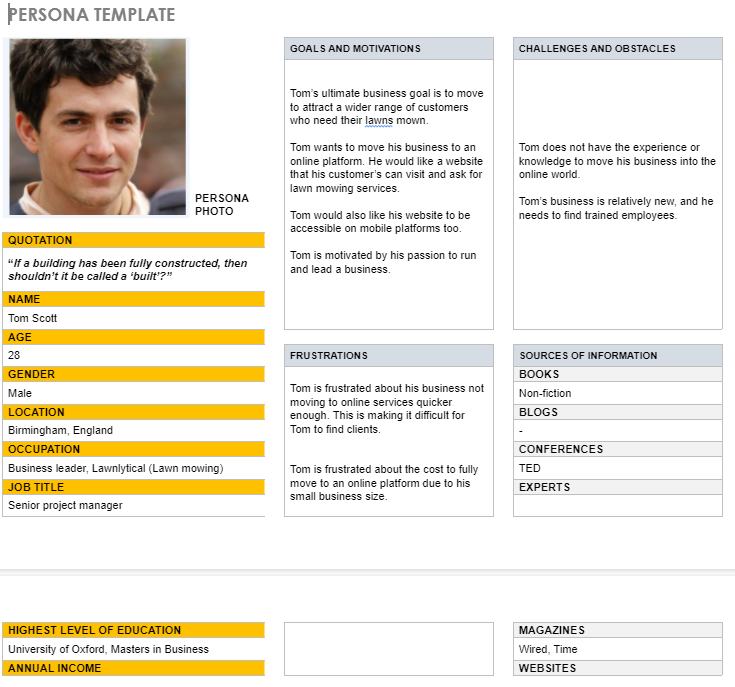 PERSONA TEMPLATE
PERSONA
PHOTO
QUOTATION
“If a building has been fully constructed, then
shouldn’t it be called a ‘built’?”
NAME
Tom Scott
AGE
28
GENDER
Male
LOCATION
Birmingham, England
OCCUPATION
Business leader, Lawnlytical (Lawn mowing)
JOB TITLE
Senior project manager
GOALS AND MOTIVATIONS
Tom’s ultimate business goal is to move
to attract a wider range of customers
who need their lawns mown.
Tom wants to move his business to an
online platform. He would like a website
that his customer’s can visit and ask for
lawn mowing services.
Tom would also like his website to be
accessible on mobile platforms too.
Tom is motivated by his passion to run
and lead a business.
CHALLENGES AND OBSTACLES
Tom does not have the experience or
knowledge to move his business into the
online world.
Tom’s business is relatively new, and he
needs to find trained employees.
FRUSTRATIONS
Tom is frustrated about his business not
moving to online services quicker
enough. This is making it difficult for
Tom to find clients.
Tom is frustrated about the cost to fully
move to an online platform due to his
small business size.
SOURCES OF INFORMATION
BOOKS
Non-fiction
BLOGS
-
CONFERENCES
TED
EXPERTS
HIGHEST LEVEL OF EDUCATION
University of Oxford, Masters in Business
ANNUAL INCOME
MAGAZINES
Wired, Time
WEBSITES